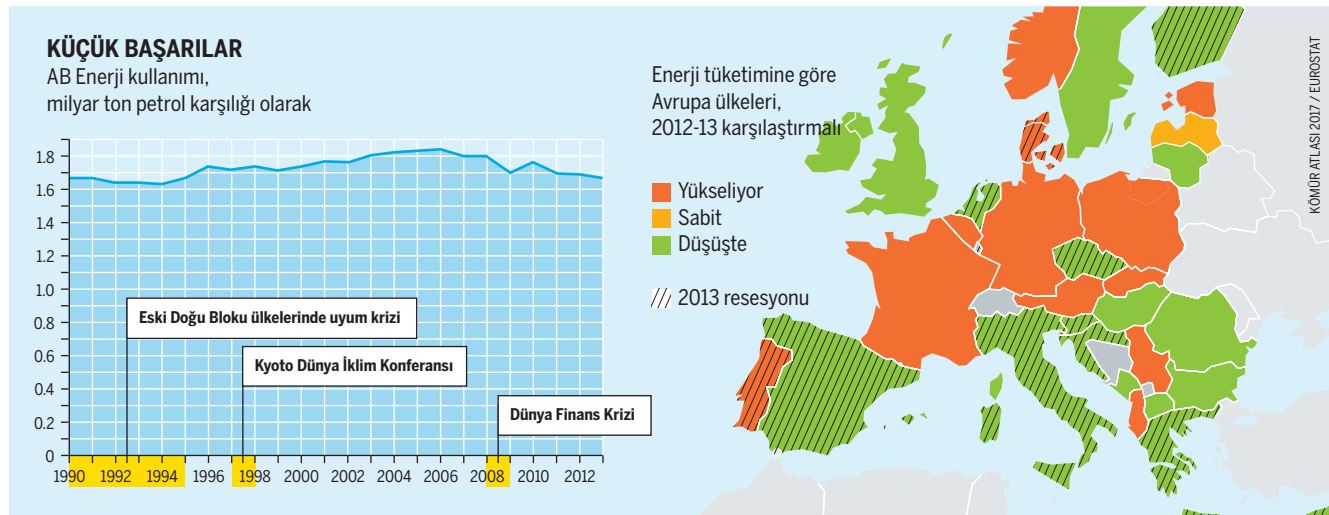 KÜÇÜK BAŞARILAR
AB Enerji kullanımı,
milyar ton petrol karşılığı olarak
1.8
1.6
1.4
1.2
1.0
0.8
0.6
0.4
0.2
0
Eski Doğu Bloku ülkelerinde uyum krizi
Kyoto Dünya İklim Konferansı
Dünya Finans Krizi
1990 1992 1994 1996 1998 2000 2002 2004 2006 2008 2010 2012
Enerji tüketimine göre
Avrupa ülkeleri,
2012-13 karşılaştırmalı
Yükseliyor
Sabit
Düşüşte
2013 resesyonu
KÖMÜR ATLASI 2017 / EUROSTAT